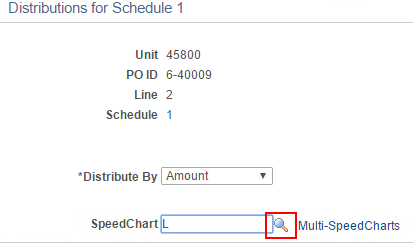 Distributions for Schedule 1
Unit 45800
PO ID 6-40009
Line 2
Schedule 1
*Distribute By Amount
SpeedChart L Multi-SpeedCharts